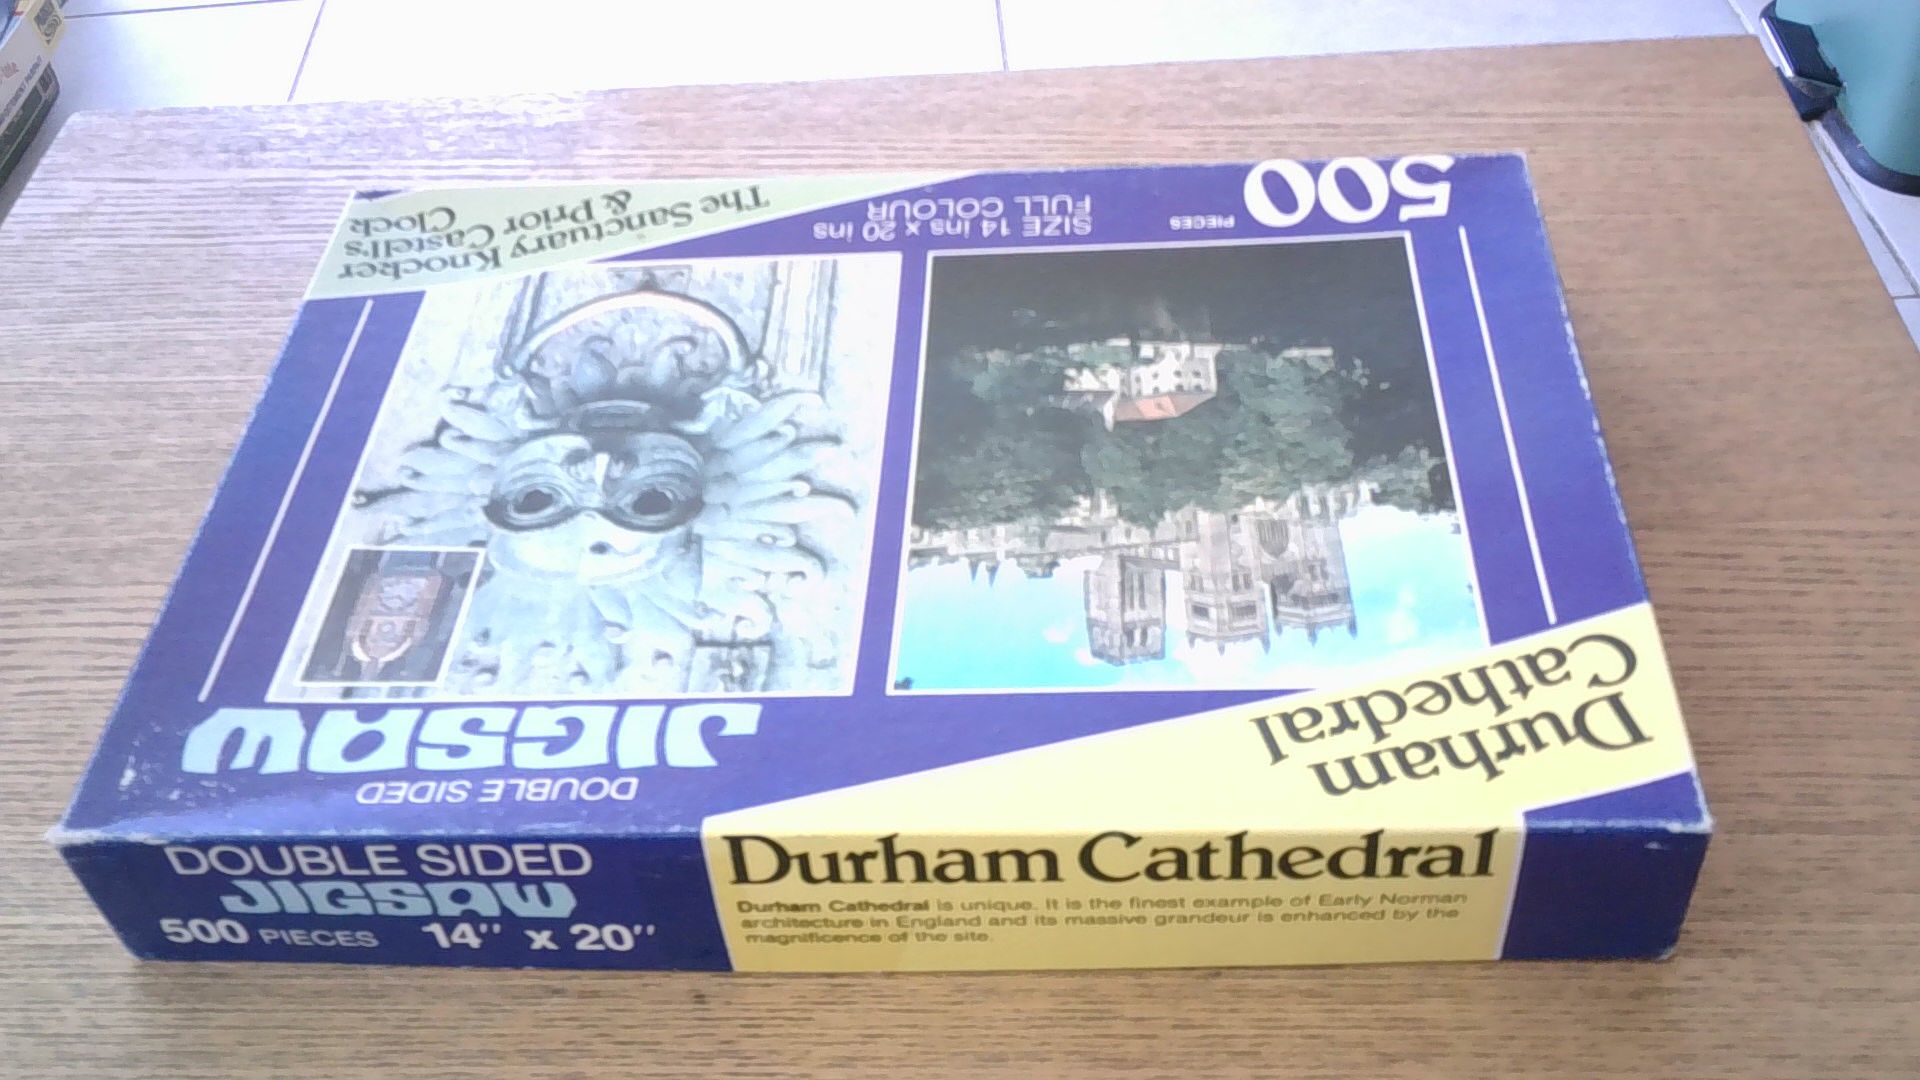 Durham
Cathedral
DOUBLE SIDED
JIGSAW
500 PIECES
SIZE 14 ins x 20 ins
FULL COLOUR
The Sanctuary Knocker
& Prior Castell's
Clock
DOUBLE SIDED
JIGSAW
500 PIECES 14" x 20"
Durham Cathedral
Durham Cathedral is unique. It is the finest example of Early Norman
architecture in England and its massive grandeur is enhanced by the
magnificence of the site.